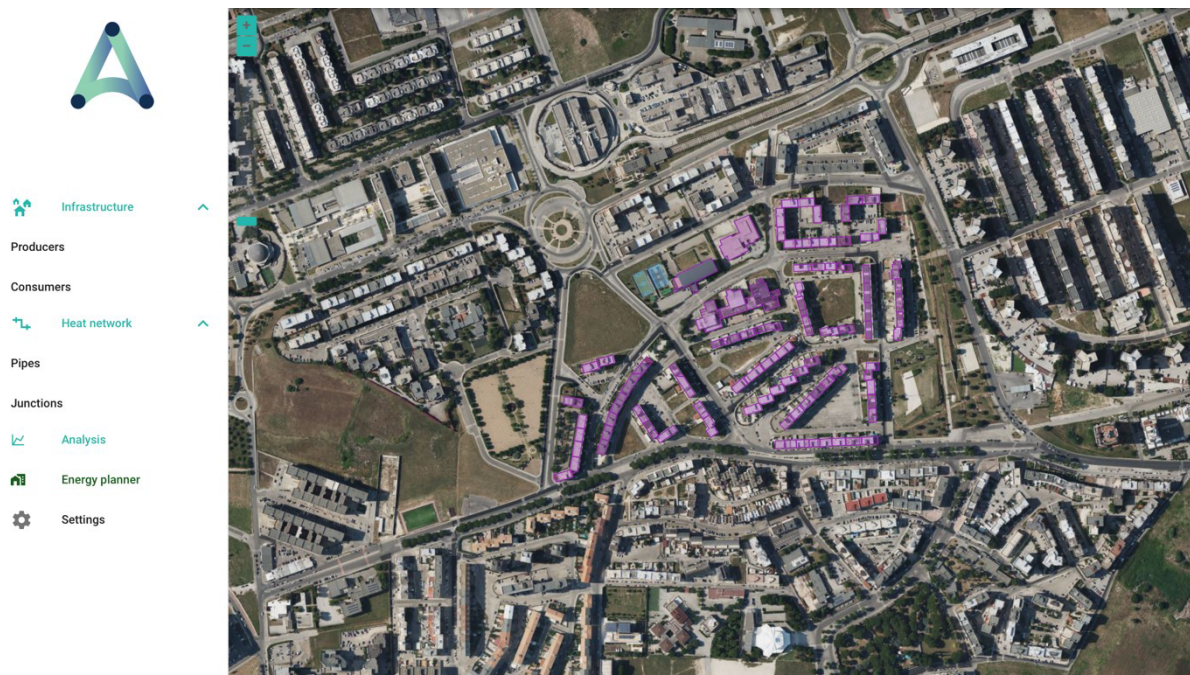 +
−
Infrastructure
Producers
Consumers
Heat network
Pipes
Junctions
Analysis
Energy planner
Settings